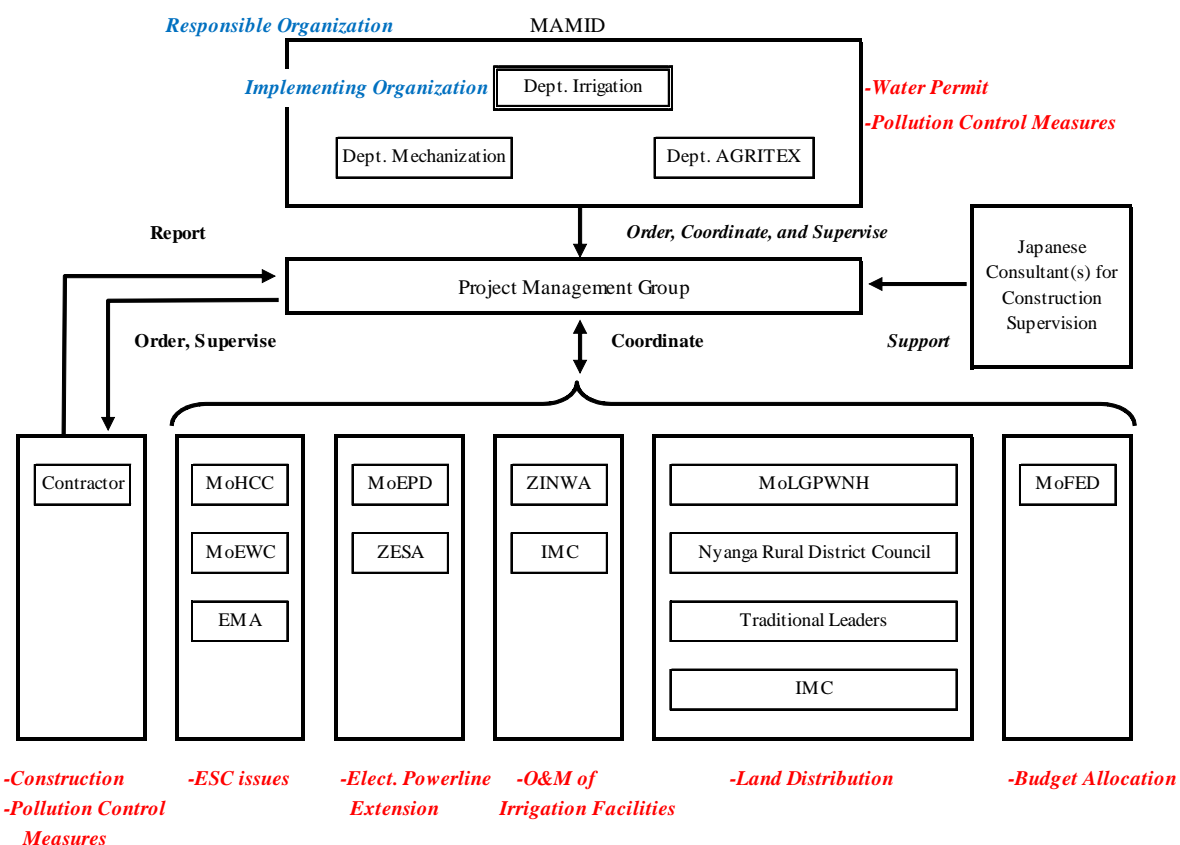 Responsible Organization
MAMID
Implementing Organization
Dept. Irrigation
-Water Permit
-Pollution Control Measures
Dept. Mechanization
Dept. AGRITEX
Report
Order, Coordinate, and Supervise
Japanese
Consultant(s) for
Construction
Supervision
Project Management Group
Order, Supervise
Coordinate
Support
Contractor
MoHCC
MoEPD
ZINWA
MoLGPWNH
MoFED
MoEWC
ZESA
IMC
Nyanga Rural District Council
EMA
Traditional Leaders
IMC
-Construction
-Pollution Control
Measures
-ESC issues
-Elect. Powerline
Extension
-O&M of
Irrigation Facilities
-Land Distribution
-Budget Allocation